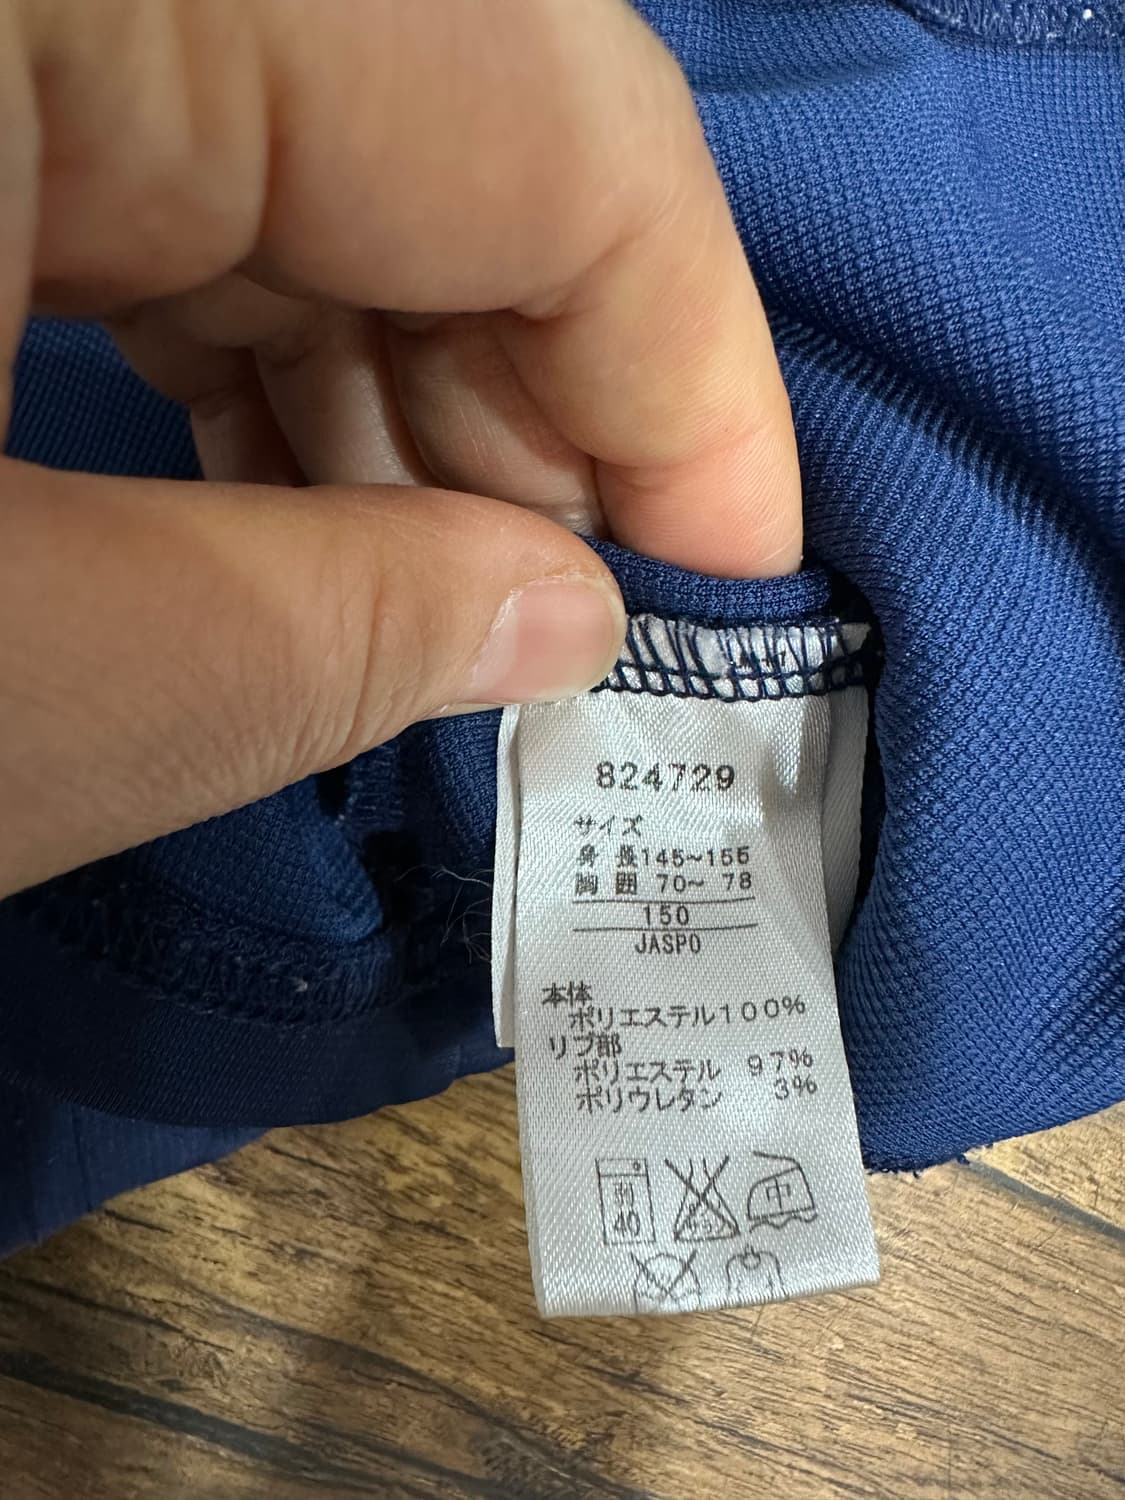 824729
サイズ
身 長145~155
胸 囲 70~ 78
150
JASPO
本体
ポリエステル100%
リブ部
ポリエステル 97%
ポリウレタン 3%
40
中